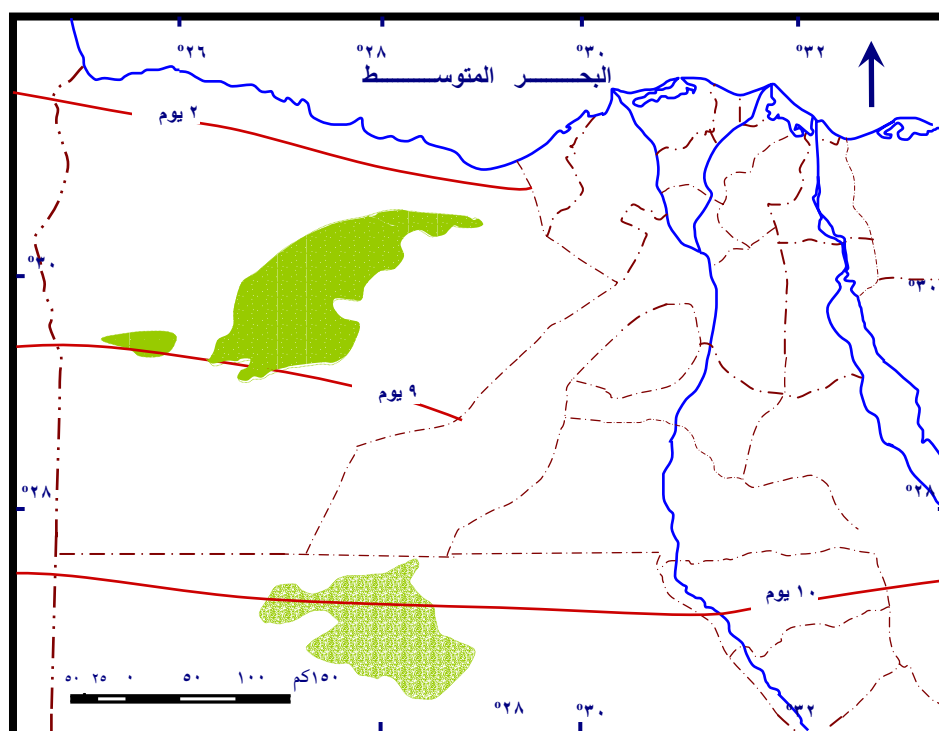 °٢٦ °٢٨ °٣٠ °٣٢
البحـــــر المتوســـــــط
٢ يوم
°٣٠ °٣٠
٩ يوم
°٢٨ °٢٨
١٠ يوم
٥٠ ٢٥ ٠ ٥٠ ١٠٠ ١٥٠كم
°٢٨ °٣٠ °٣٢